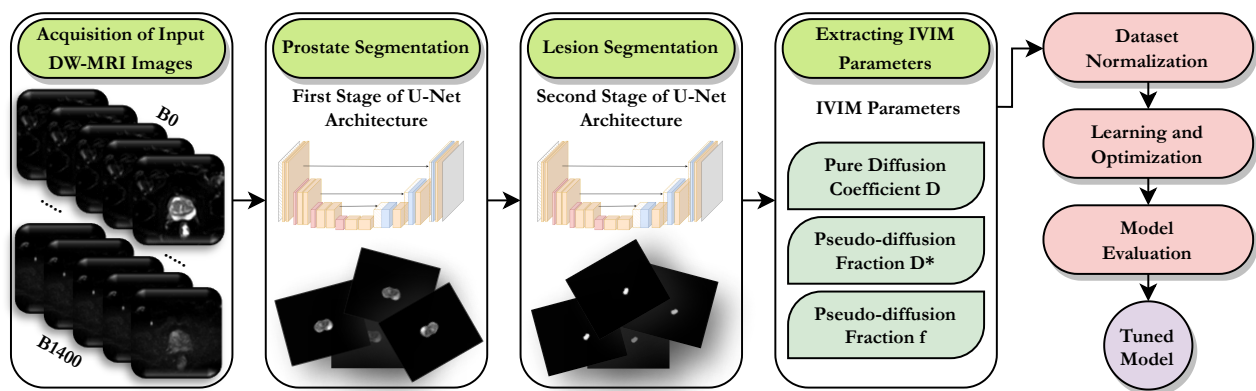 Acquisition of Input
DW-MRI Images
B0
.....
.....
B1400
Prostate Segmentation
First Stage of U-Net
Architecture
Lesion Segmentation
Second Stage of U-Net
Architecture
Extracting IVIM
Parameters
IVIM Parameters
Pure Diffusion
Coefficient D
Pseudo-diffusion
Fraction D*
Pseudo-diffusion
Fraction f
Dataset
Normalization
Learning and
Optimization
Model
Evaluation
Tuned
Model